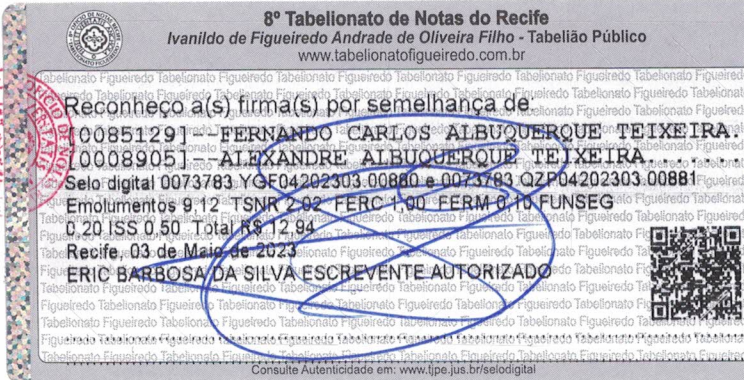 8º Tabelionato de Notas do Recife
Ivanildo de Figueiredo Andrade de Oliveira Filho - Tabelião Público
www.tabelionatofigueiredo.com.br
Reconheço a(s) firma(s) por semelhança de.
[0085129]--FERNANDO CARLOS ALBUQUERQUE TEIXEIRA.
[0008905]--ALEXANDRE ALBUQUERQUE TEIXEIRA.......
Selo digital 0073783.YGF04202303.00880 e 0073783.QZP04202303.00881
Emolumentos 9.12 TSNR 2.02 FERC 1.00 FERM 0.10 FUNSEG
0.20 ISS 0.50 Total R$ 12,94
Recife, 03 de Maio de 2023
ERIC BARBOSA DA SILVA ESCREVENTE AUTORIZADO
Consulte Autenticidade em: www.tjpe.jus.br/selodigital